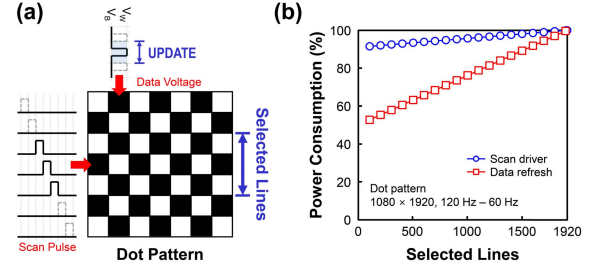 (a)
V_B V_W
UPDATE
Data Voltage
Selected Lines
Scan Pulse
Dot Pattern
(b)
Power Consumption (%)
100
80
60
40
20
0
Scan driver
Data refresh
Dot pattern
1080 × 1920, 120 Hz – 60 Hz
0 500 1000 1500 1920
Selected Lines